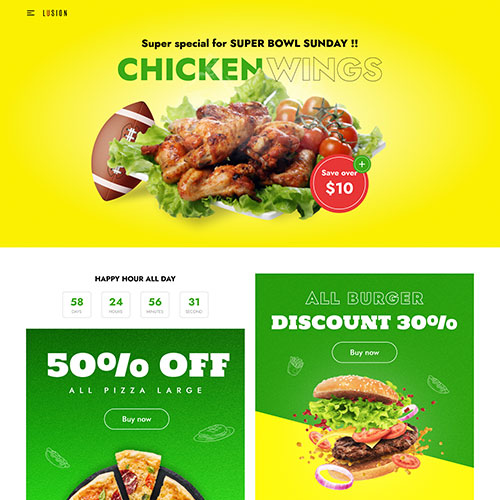 LUSION
Super special for SUPER BOWL SUNDAY !!
CHICKEN WINGS
Save over
$10
+
HAPPY HOUR ALL DAY
58 24 56 31
DAYS HOURS MINUTES SECOND
50% OFF
ALL PIZZA LARGE
Buy now
ALL BURGER
DISCOUNT 30%
Buy now